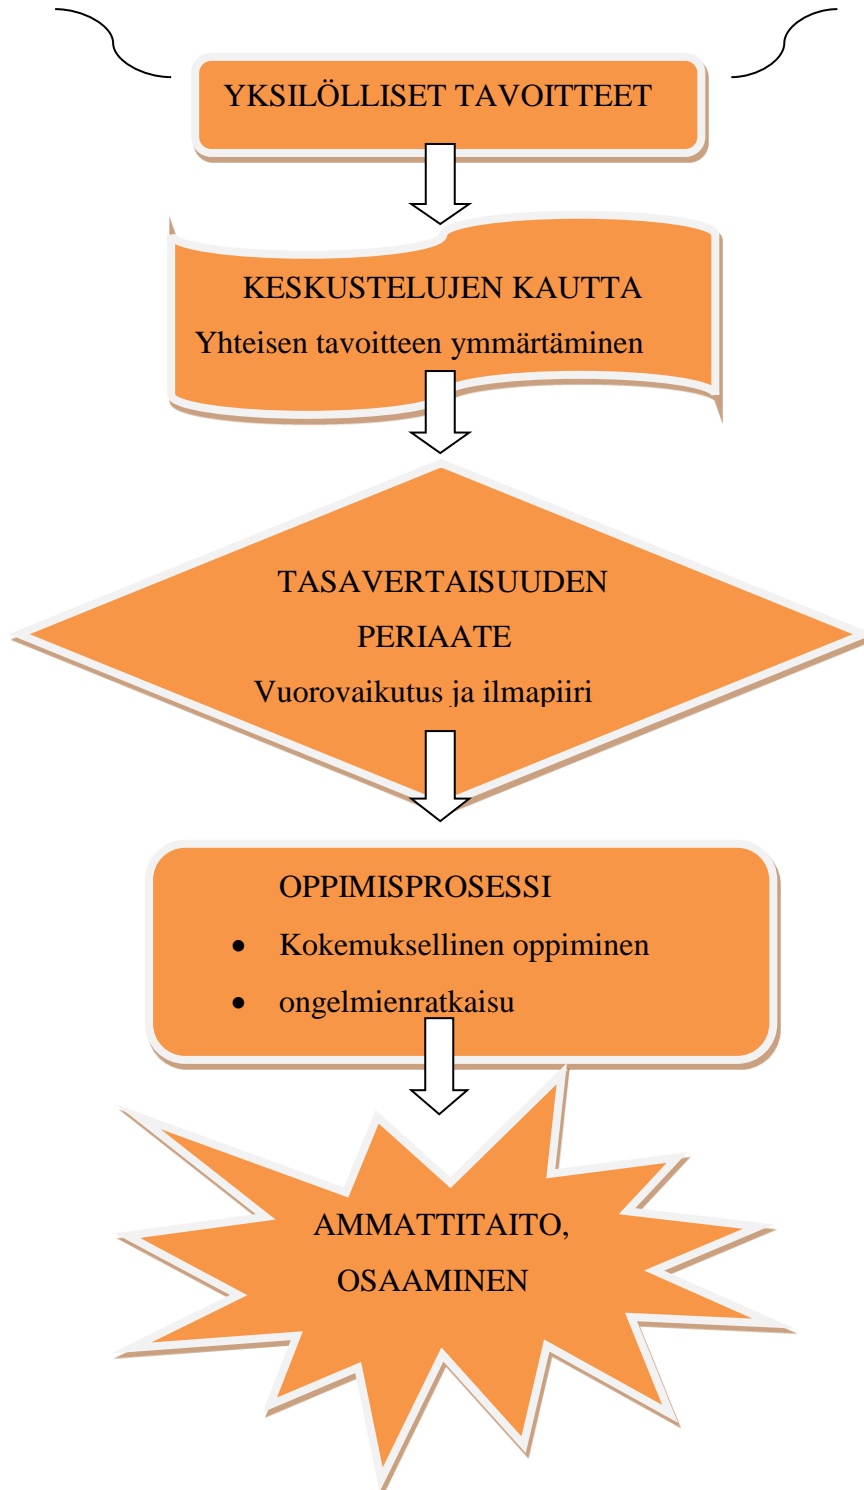 YKSILÖLLISET TAVOITTEET
KESKUSTELUJEN KAUTTA
Yhteisen tavoitteen ymmärtäminen
TASAVERTAISUUDEN
PERIAATE
Vuorovaikutus ja ilmapiiri
OPPIMISPROSESSI
• Kokemuksellinen oppiminen
• ongelmienratkaisu
AMMATTITAITO,
OSAAMINEN